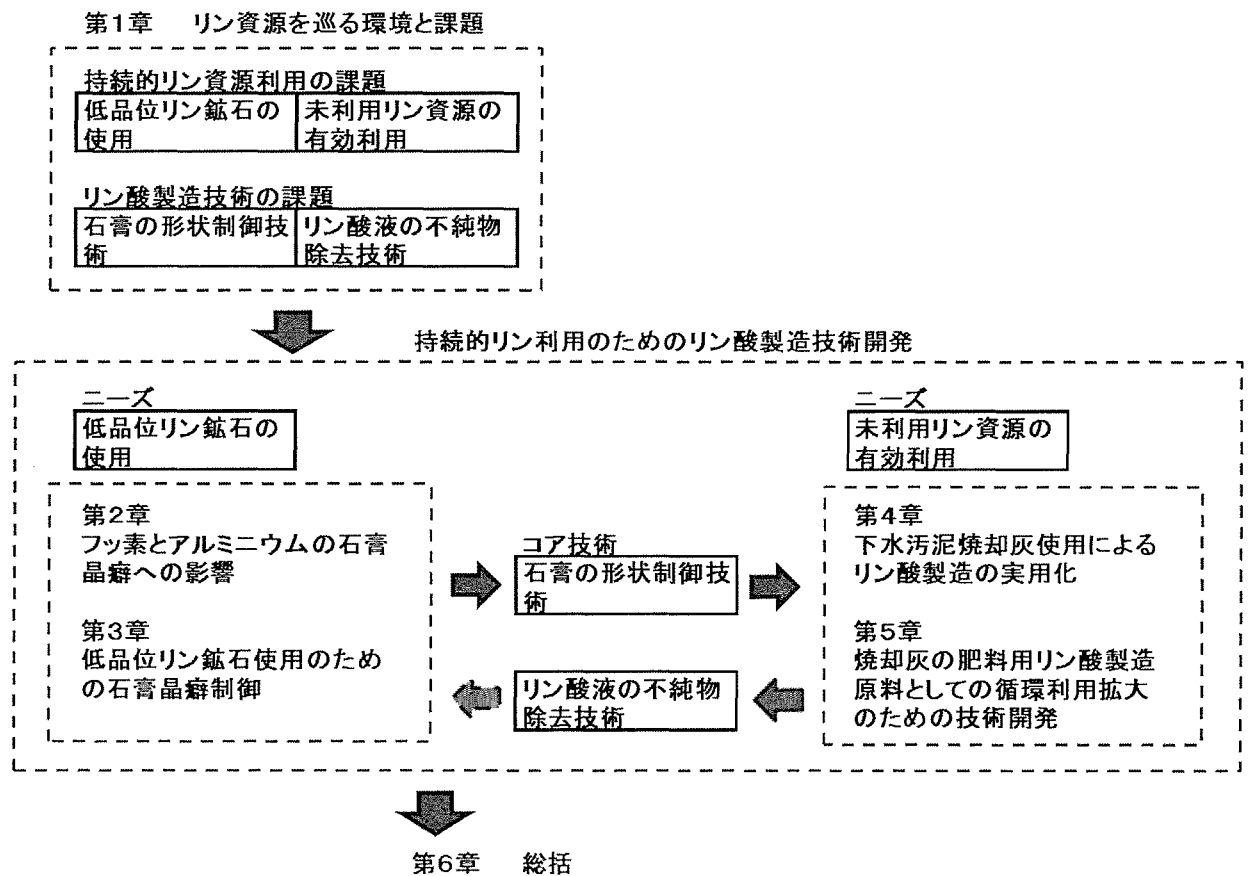 第1章 リン資源を巡る環境と課題
持続的リン資源利用の課題
低品位リン鉱石の
使用
未利用リン資源の
有効利用
リン酸製造技術の課題
石膏の形状制御技
術
リン酸液の不純物
除去技術
持続的リン利用のためのリン酸製造技術開発
ニーズ
低品位リン鉱石の
使用
第2章
フッ素とアルミニウムの石膏
晶癖への影響
第3章
低品位リン鉱石使用のため
の石膏晶癖制御
コア技術
石膏の形状制御技
術
リン酸液の不純物
除去技術
ニーズ
未利用リン資源の
有効利用
第4章
下水汚泥焼却灰使用による
リン酸製造の実用化
第5章
焼却灰の肥料用リン酸製造
原料としての循環利用拡大
のための技術開発
第6章 総括